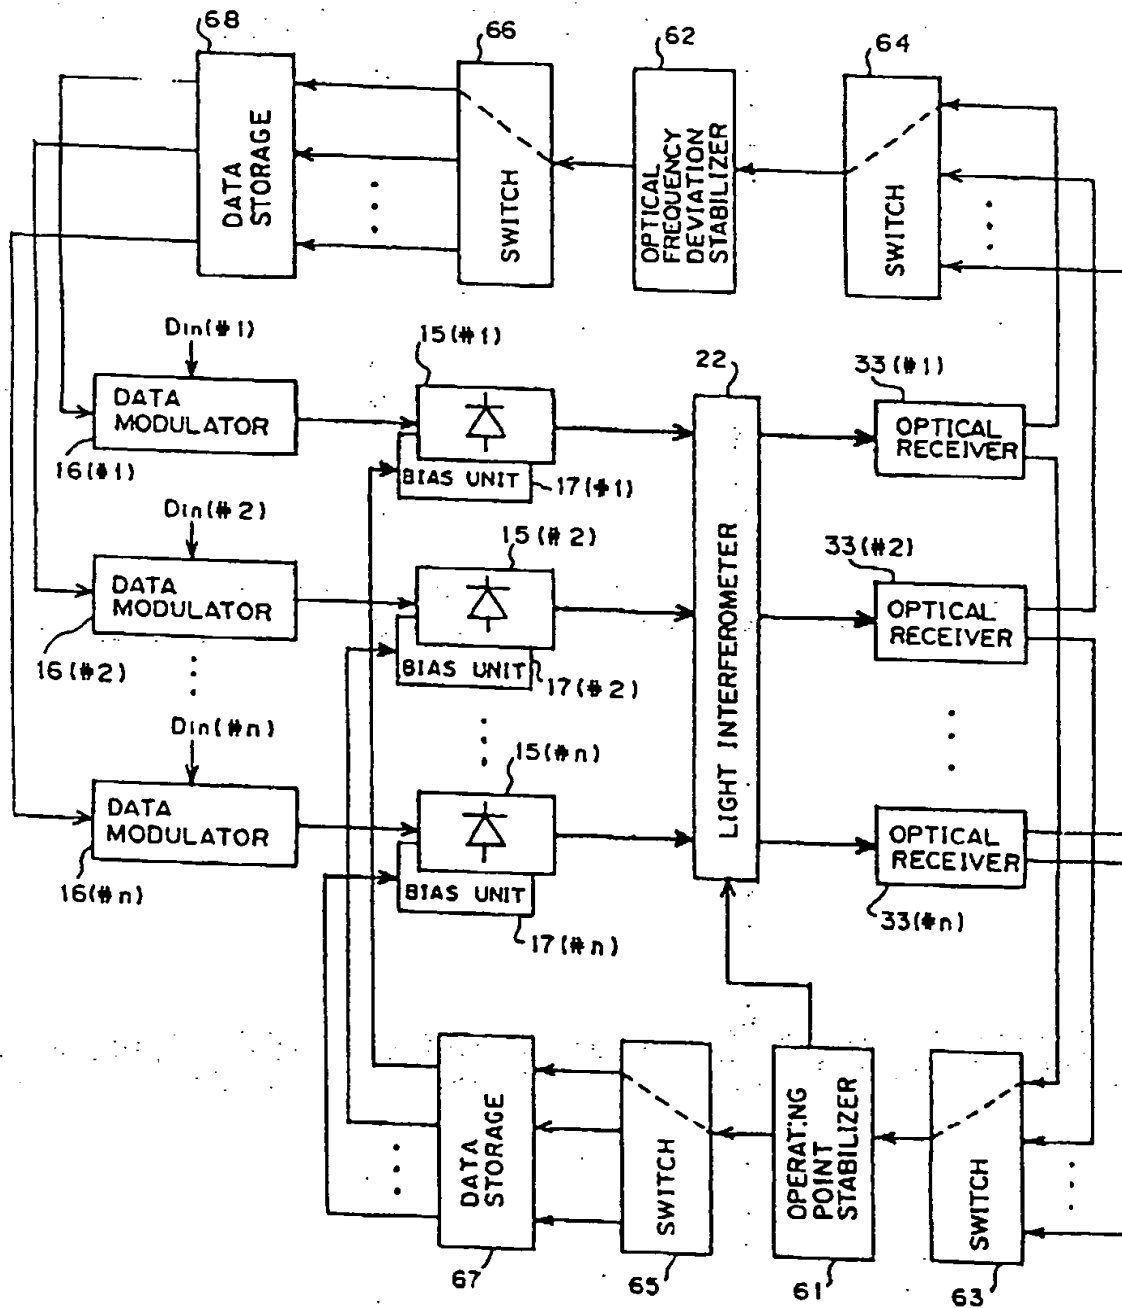 68
66
62
64
DATA
STORAGE
SWITCH
OPTICAL
FREQUENCY
DEVIATION
STABILIZER
SWITCH
Din(#1)
15(#1)
22
33(#1)
DATA
MODULATOR
OPTICAL
RECEIVER
16(#1)
BIAS UNIT
17(#1)
Din(#2)
15(#2)
33(#2)
DATA
MODULATOR
OPTICAL
RECEIVER
16(#2)
BIAS UNIT
17(#2)
LIGHT INTERFEROMETER
Din(#n)
15(#n)
DATA
MODULATOR
OPTICAL
RECEIVER
16(#n)
BIAS UNIT
17(#n)
33(#n)
DATA
STORAGE
SWITCH
OPERATING
POINT
STABILIZER
SWITCH
67
65
61
63